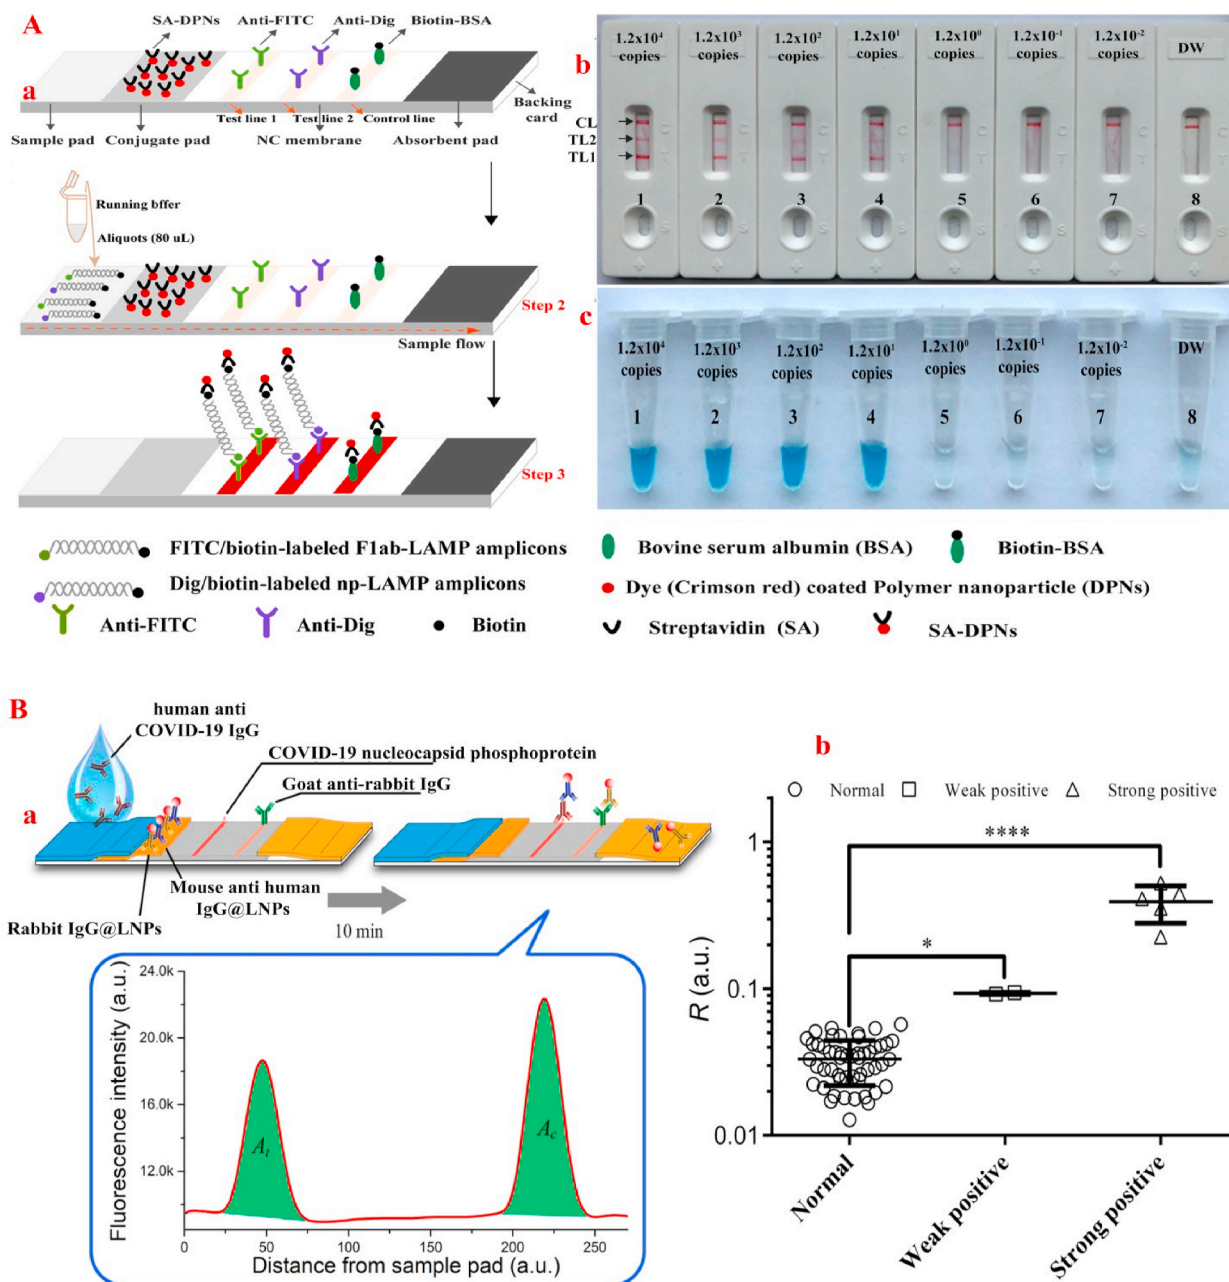 A
SA-DPNs Anti-FITC Anti-Dig Biotin-BSA
a
Test line 1 Test line 2 Control line
Backing
card
Sample pad Conjugate pad NC membrane Absorbent pad
Running bffer
Aliquots (80 uL)
Step 2
Sample flow
Step 3
b
1.2x10⁴ copies
1.2x10³ copies
1.2x10² copies
1.2x10¹ copies
1.2x10⁰ copies
1.2x10⁻¹ copies
1.2x10⁻² copies
DW
CL
TL2
TL1
C C C C C C C
T T T T T T T
1 2 3 4 5 6 7 8
S S S S S S S
c
1.2x10⁴ copies
1.2x10³ copies
1.2x10² copies
1.2x10¹ copies
1.2x10⁰ copies
1.2x10⁻¹ copies
1.2x10⁻² copies
DW
1 2 3 4 5 6 7 8
FITC/biotin-labeled F1ab-LAMP amplicons
Dig/biotin-labeled np-LAMP amplicons
Anti-FITC Anti-Dig Biotin
Bovine serum albumin (BSA) Biotin-BSA
Dye (Crimson red) coated Polymer nanoparticle (DPNs)
Streptavidin (SA) SA-DPNs
B
human anti
COVID-19 IgG
COVID-19 nucleocapsid phosphoprotein
Goat anti-rabbit IgG
a
Mouse anti human
IgG@LNPs
Rabbit IgG@LNPs
10 min
Fluorescence intensity (a.u.)
24.0k
20.0k
16.0k
12.0k
At
Ac
0 50 100 150 200 250
Distance from sample pad (a.u.)
b
Normal Weak positive Strong positive
****
*
R (a.u.)
1
0.1
0.01
Normal
Weak positive
Strong positive